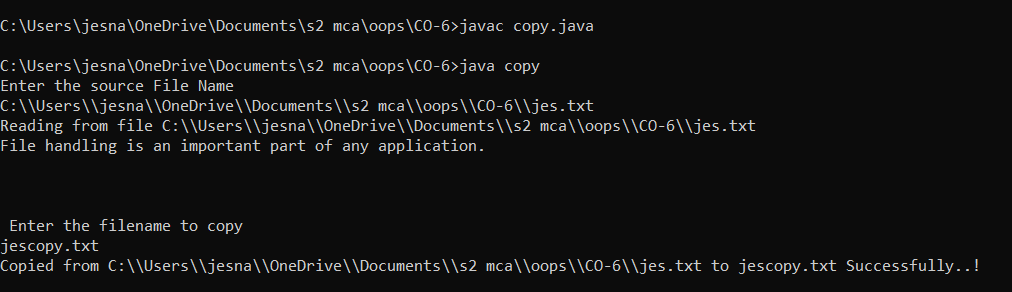 C:\Users\jesna\OneDrive\Documents\s2 mca\oops\CO-6>javac copy.java
C:\Users\jesna\OneDrive\Documents\s2 mca\oops\CO-6>java copy
Enter the source File Name
C:\\Users\\jesna\\OneDrive\\Documents\\s2 mca\\oops\\CO-6\\jes.txt
Reading from file C:\\Users\\jesna\\OneDrive\\Documents\\s2 mca\\oops\\CO-6\\jes.txt
File handling is an important part of any application.
Enter the filename to copy
jescopy.txt
Copied from C:\\Users\\jesna\\OneDrive\\Documents\\s2 mca\\oops\\CO-6\\jes.txt to jescopy.txt Successfully..!